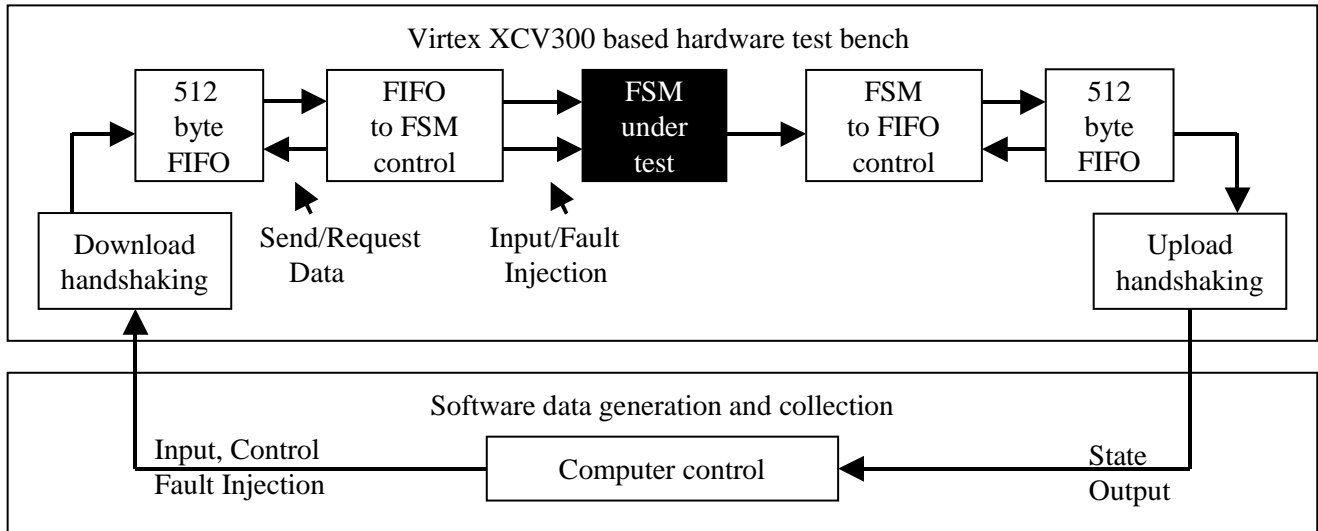 Virtex XCV300 based hardware test bench
512
byte
FIFO
FIFO
to FSM
control
FSM
under
test
FSM
to FIFO
control
512
byte
FIFO
Download
handshaking
Send/Request
Data
Input/Fault
Injection
Upload
handshaking
Software data generation and collection
Input, Control
Fault Injection
Computer control
State
Output